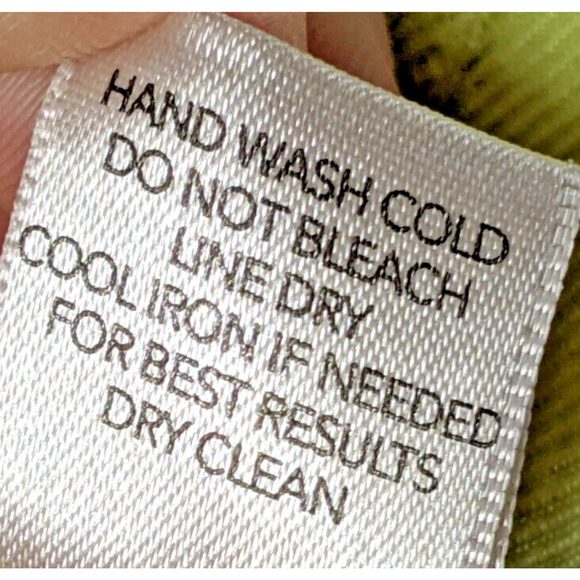 HAND WASH COLD
DO NOT BLEACH
LINE DRY
COOL IRON IF NEEDED
FOR BEST RESULTS
DRY CLEAN